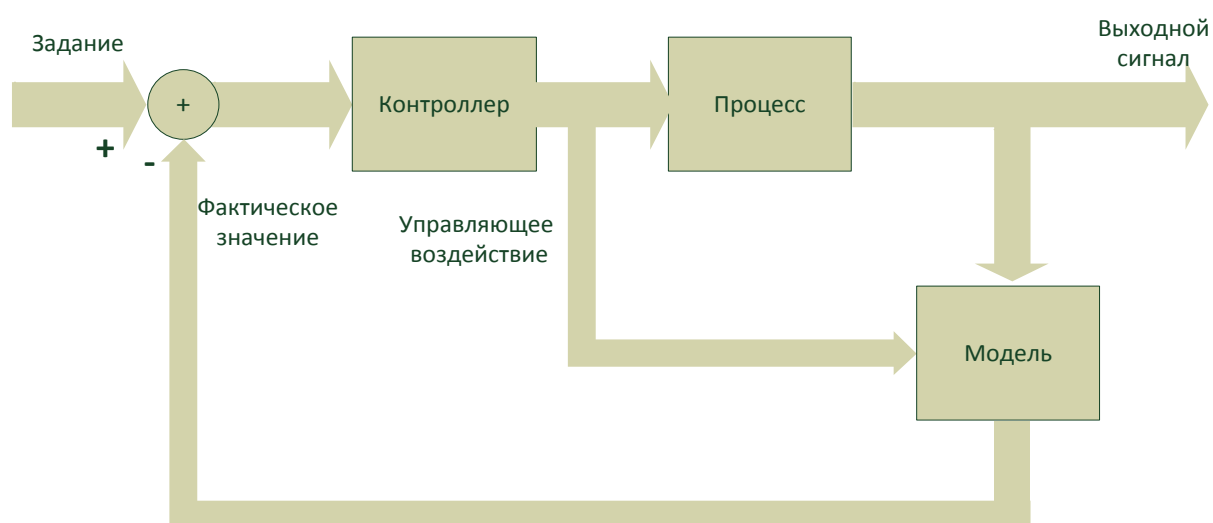 Задание
Выходной
сигнал
+
Контроллер
Процесс
+
-
Фактическое
значение
Управляющее
воздействие
Модель